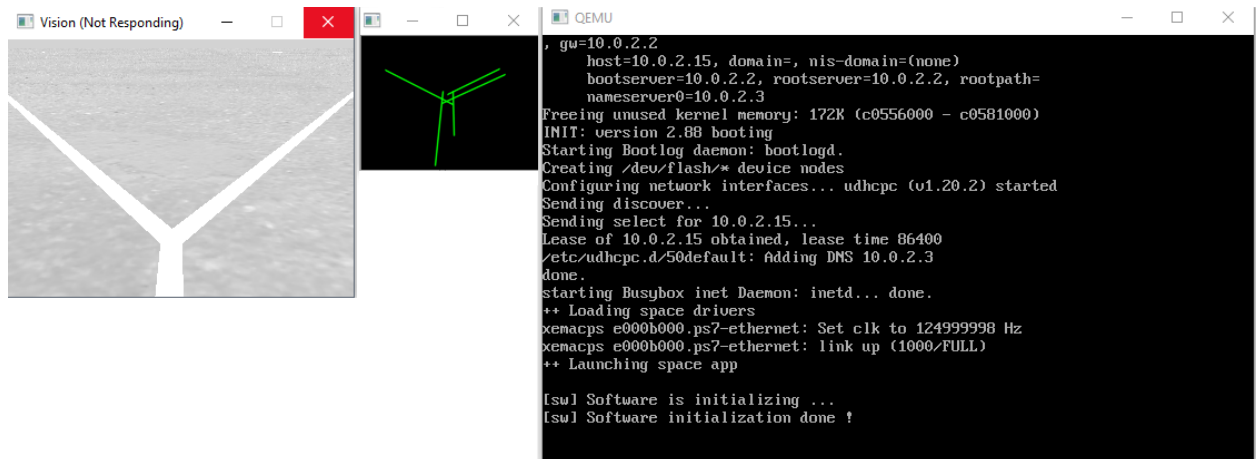 Vision (Not Responding)
QEMU
, gw=10.0.2.2
host=10.0.2.15, domain=, nis-domain=(none)
bootserver=10.0.2.2, rootserver=10.0.2.2, rootpath=
nameserver0=10.0.2.3
Freeing unused kernel memory: 172K (c0556000 - c0581000)
INIT: version 2.88 booting
Starting Bootlog daemon: bootlogd.
Creating /dev/flash/* device nodes
Configuring network interfaces... udhcpc (v1.20.2) started
Sending discover...
Sending select for 10.0.2.15...
Lease of 10.0.2.15 obtained, lease time 86400
/etc/udhcpc.d/50default: Adding DNS 10.0.2.3
done.
starting Busybox inet Daemon: inetd... done.
++ Loading space drivers
xemacps e000b000.ps7-ethernet: Set clk to 124999998 Hz
xemacps e000b000.ps7-ethernet: link up (1000/FULL)
++ Launching space app
[sw] Software is initializing ...
[sw] Software initialization done !